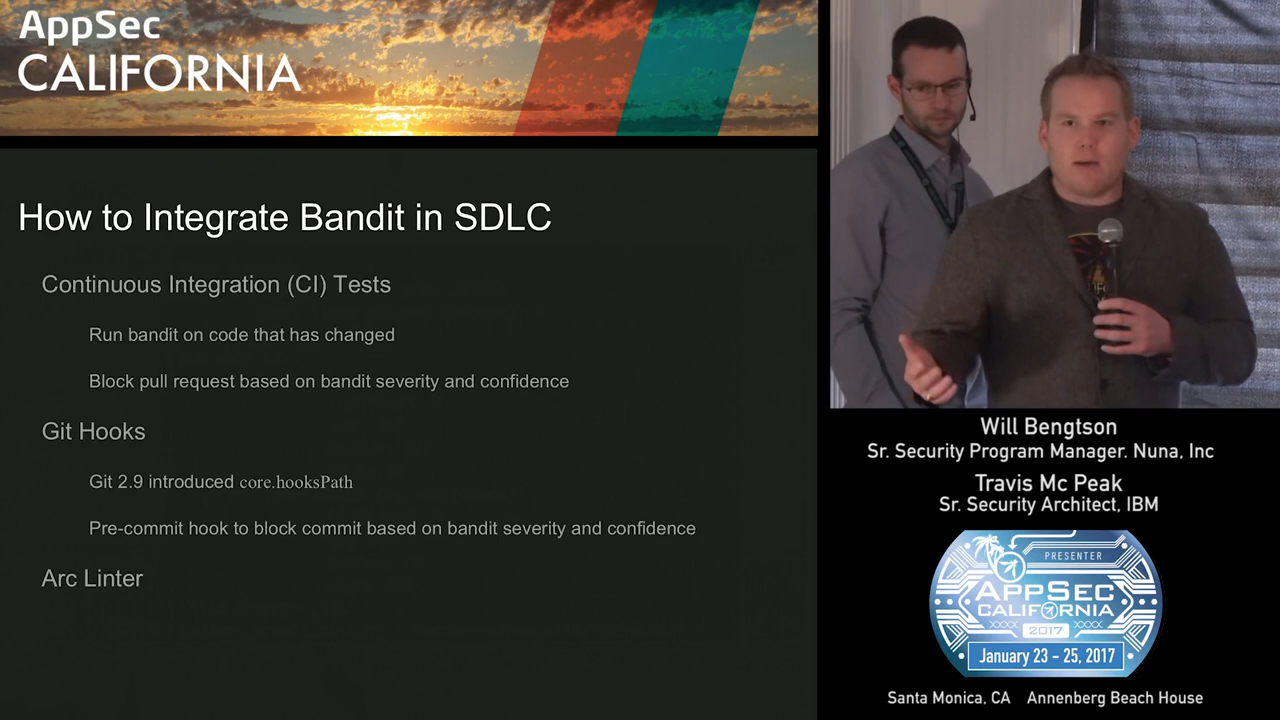 AppSec
CALIFORNIA
How to Integrate Bandit in SDLC
Continuous Integration (CI) Tests
Run bandit on code that has changed
Block pull request based on bandit severity and confidence
Git Hooks
Git 2.9 introduced core.hooksPath
Pre-commit hook to block commit based on bandit severity and confidence
Arc Linter
Will Bengtson
Sr. Security Program Manager. Nuna, Inc
Travis Mc Peak
Sr. Security Architect, IBM
PRESENTER
APPSEC
CALIFORNIA
XXXX 2017 XXXX
January 23 - 25, 2017
Santa Monica, CA Annenberg Beach House